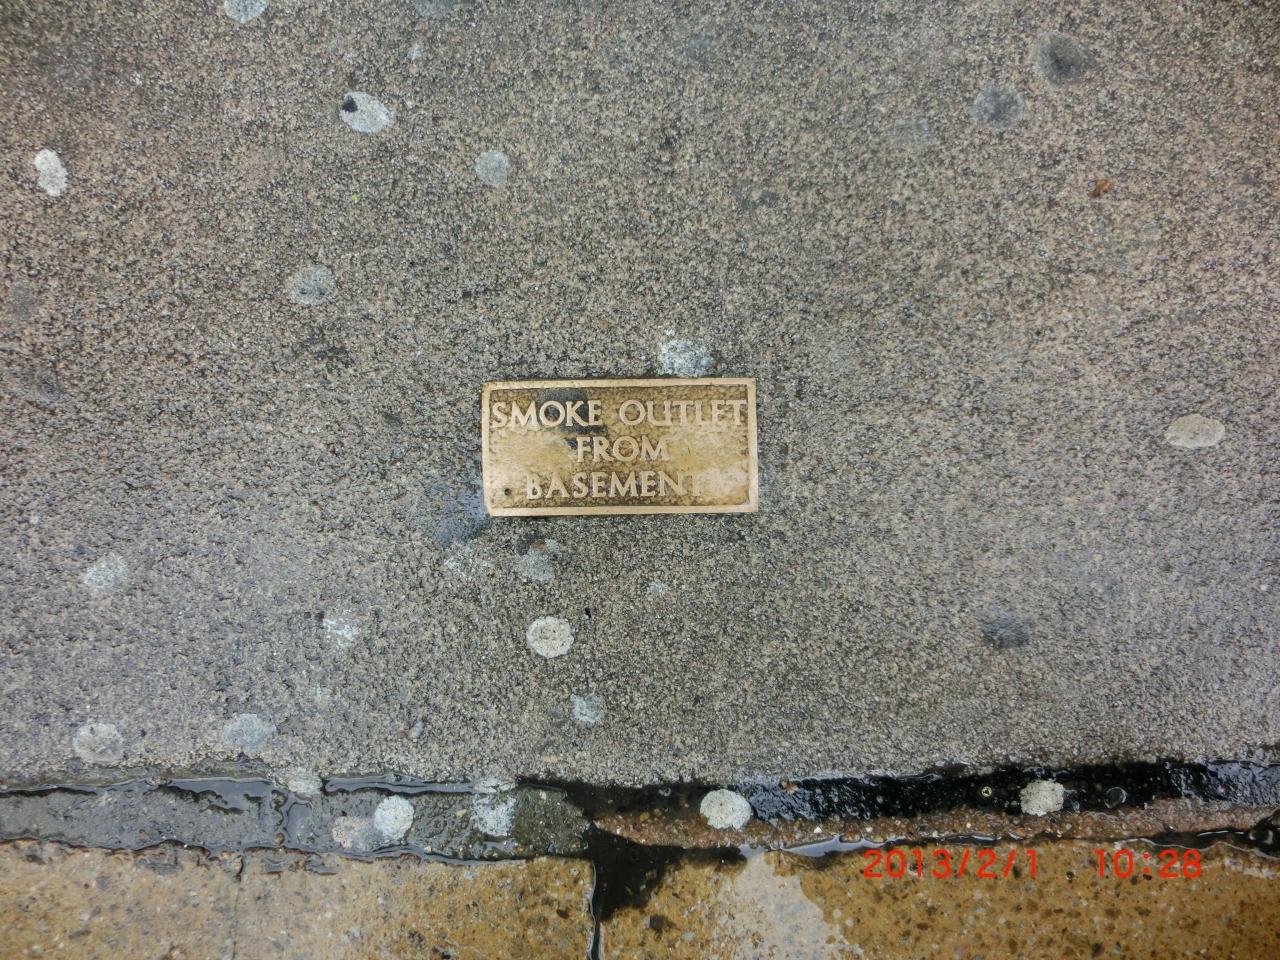 SMOKE OUTLET
FROM
BASEMENT
2013/2/1 10:28